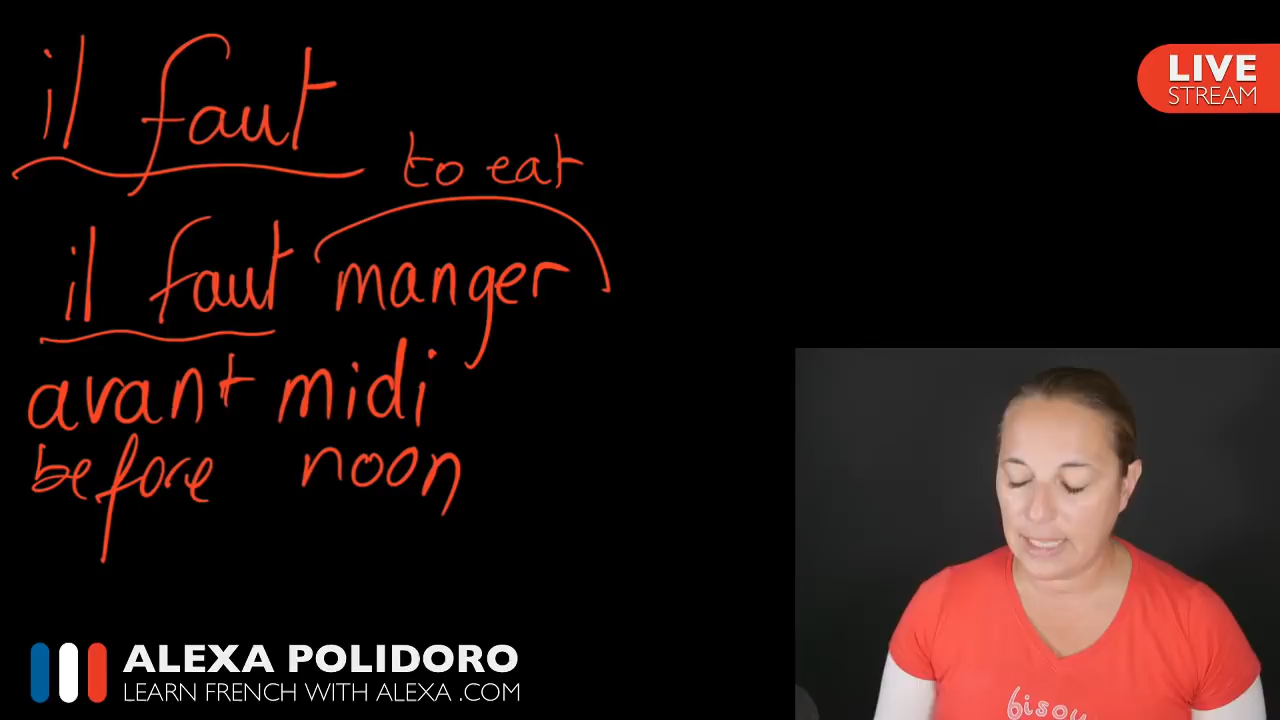 il faut
to eat
il faut manger
avant midi
before noon
LIVE
STREAM
ALEXA POLIDORO
LEARN FRENCH WITH ALEXA .COM